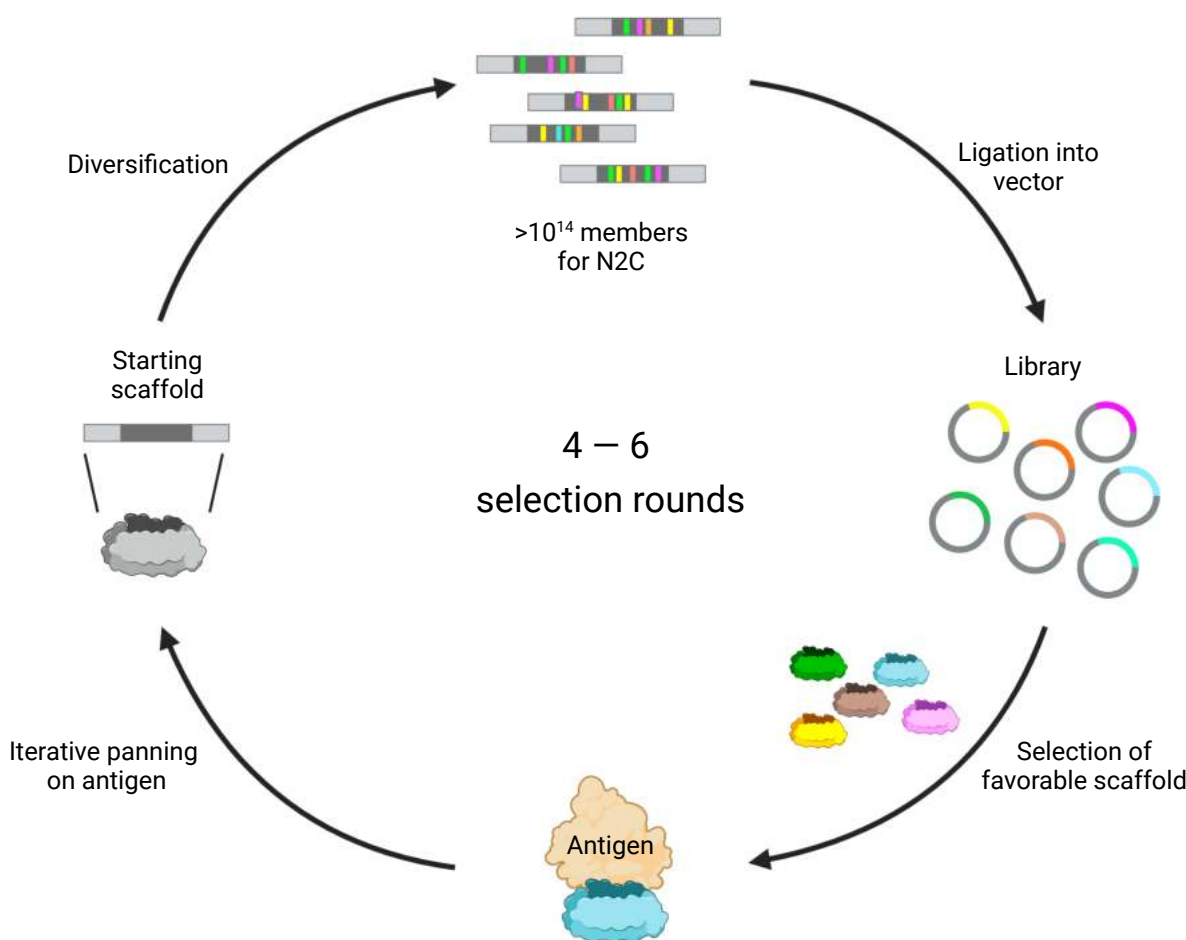 Diversification
>10¹⁴ members
for N2C
Ligation into
vector
Starting
scaffold
Library
4 – 6
selection rounds
Iterative panning
on antigen
Antigen
Selection of
favorable scaffold